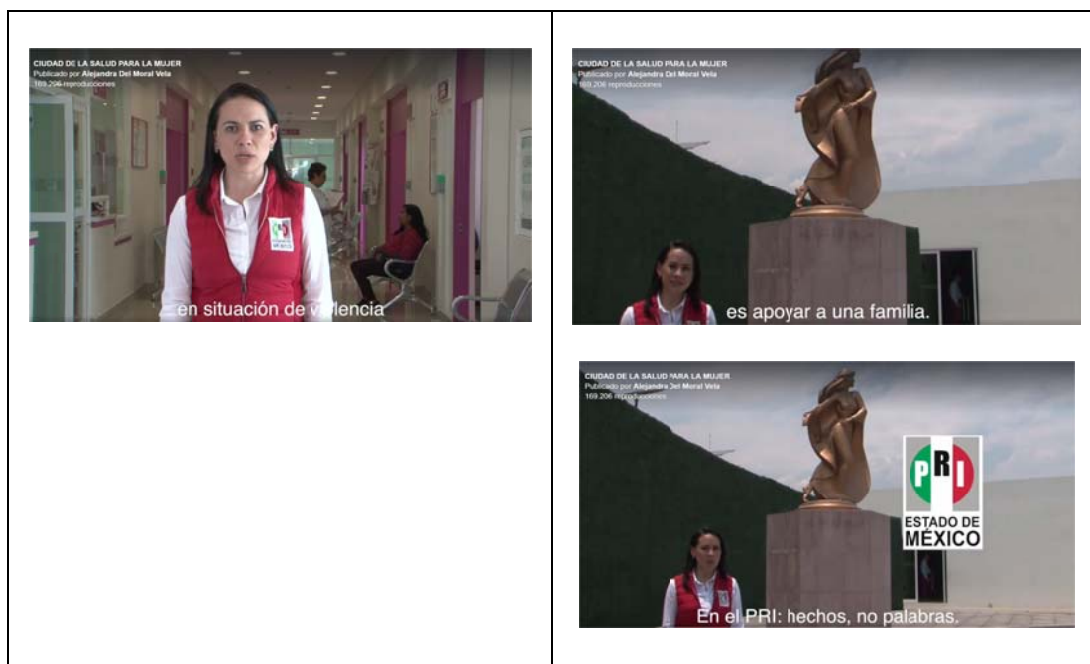 CIUDAD DE LA SALUD PARA LA MUJER
Publicado por Alejandra Del Moral Vela
169.206 reproducciones
PRI
en situación de violencia
CIUDAD DE LA SALUD PARA LA MUJER
Publicado por Alejandra Del Moral Vela
169.206 reproducciones
es apoyar a una familia.
CIUDAD DE LA SALUD PARA LA MUJER
Publicado por Alejandra Del Moral Vela
169.206 reproducciones
PRI
ESTADO DE
MÉXICO
En el PRI: hechos, no palabras.